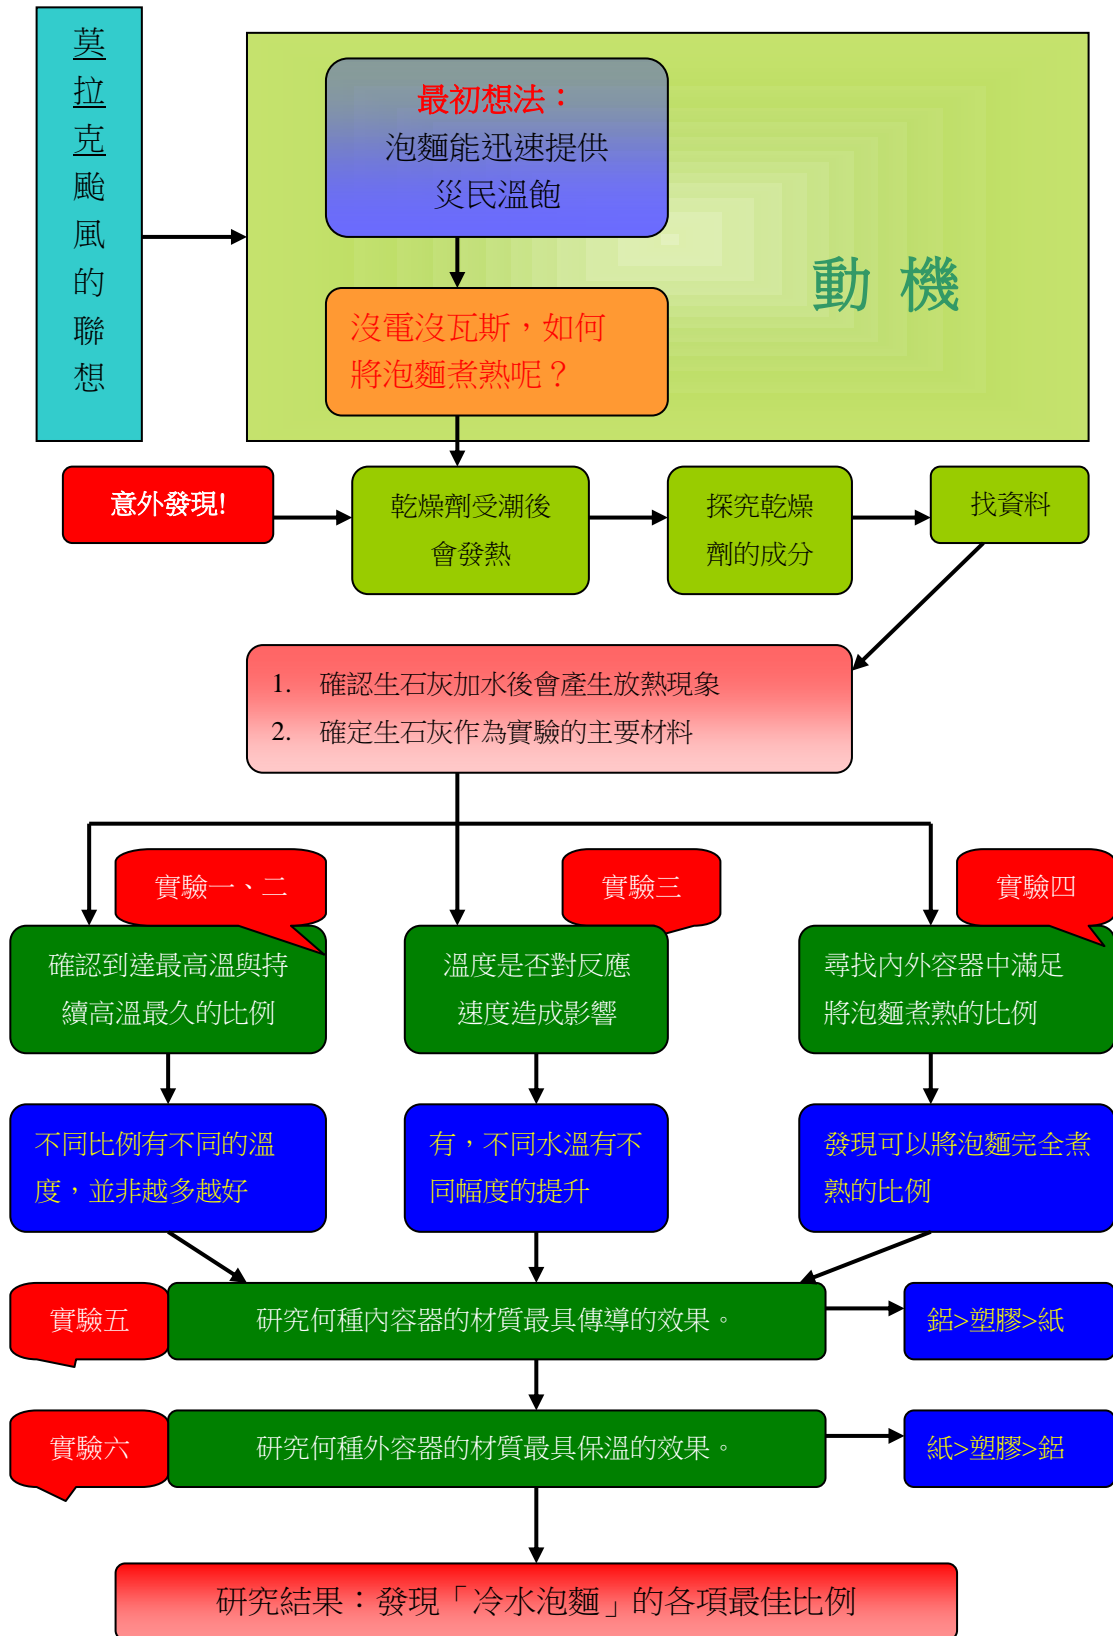 莫拉克颱風的聯想
最初想法：
泡麵能迅速提供
災民溫飽
動 機
沒電沒瓦斯，如何
將泡麵煮熟呢？
意外發現!
乾燥劑受潮後
會發熱
探究乾燥
劑的成分
找資料
1. 確認生石灰加水後會產生放熱現象
2. 確定生石灰作為實驗的主要材料
實驗一、二
實驗三
實驗四
確認到達最高溫與持
續高溫最久的比例
溫度是否對反應
速度造成影響
尋找內外容器中滿足
將泡麵煮熟的比例
不同比例有不同的溫
度，並非越多越好
有，不同水溫有不
同幅度的提升
發現可以將泡麵完全煮
熟的比例
實驗五
研究何種內容器的材質最具傳導的效果。
鋁>塑膠>紙
實驗六
研究何種外容器的材質最具保溫的效果。
紙>塑膠>鋁
研究結果：發現「冷水泡麵」的各項最佳比例